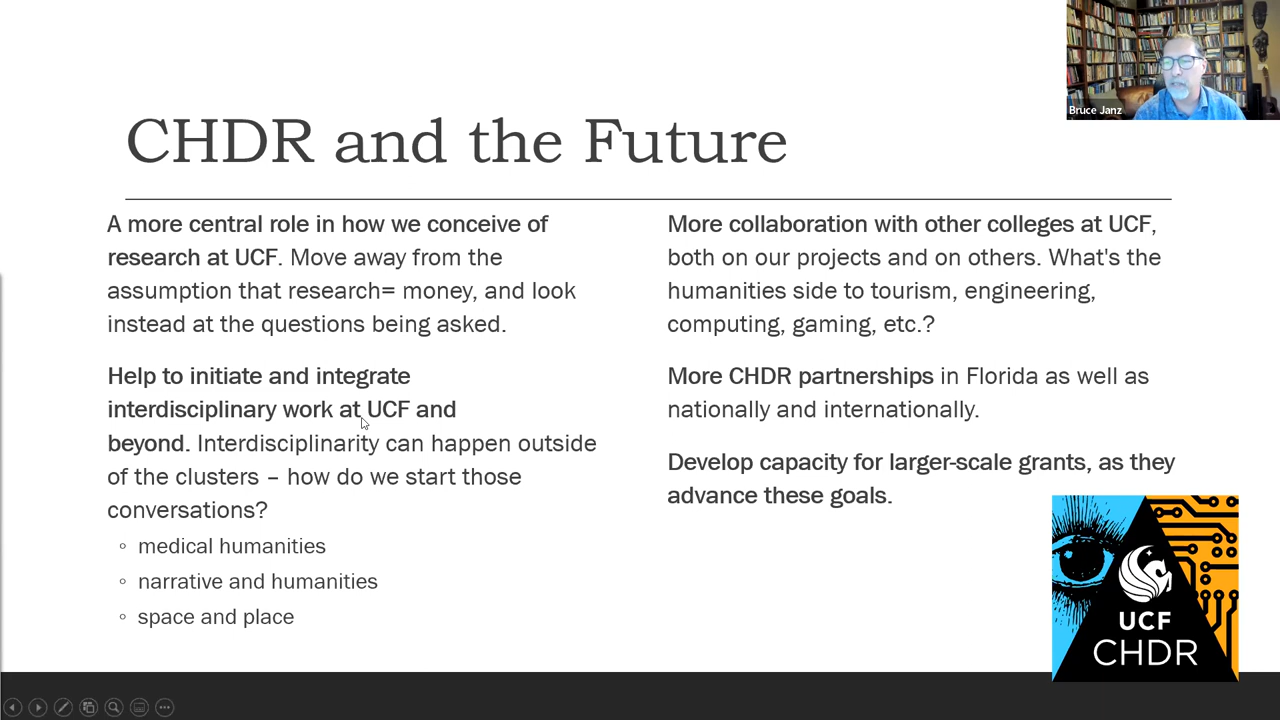 Bruce Janz
CHDR and the Future
A more central role in how we conceive of
research at UCF. Move away from the
assumption that research= money, and look
instead at the questions being asked.
Help to initiate and integrate
interdisciplinary work at UCF and
beyond. Interdisciplinarity can happen outside
of the clusters – how do we start those
conversations?
◦ medical humanities
◦ narrative and humanities
◦ space and place
More collaboration with other colleges at UCF,
both on our projects and on others. What's the
humanities side to tourism, engineering,
computing, gaming, etc.?
More CHDR partnerships in Florida as well as
nationally and internationally.
Develop capacity for larger-scale grants, as they
advance these goals.
UCF
CHDR